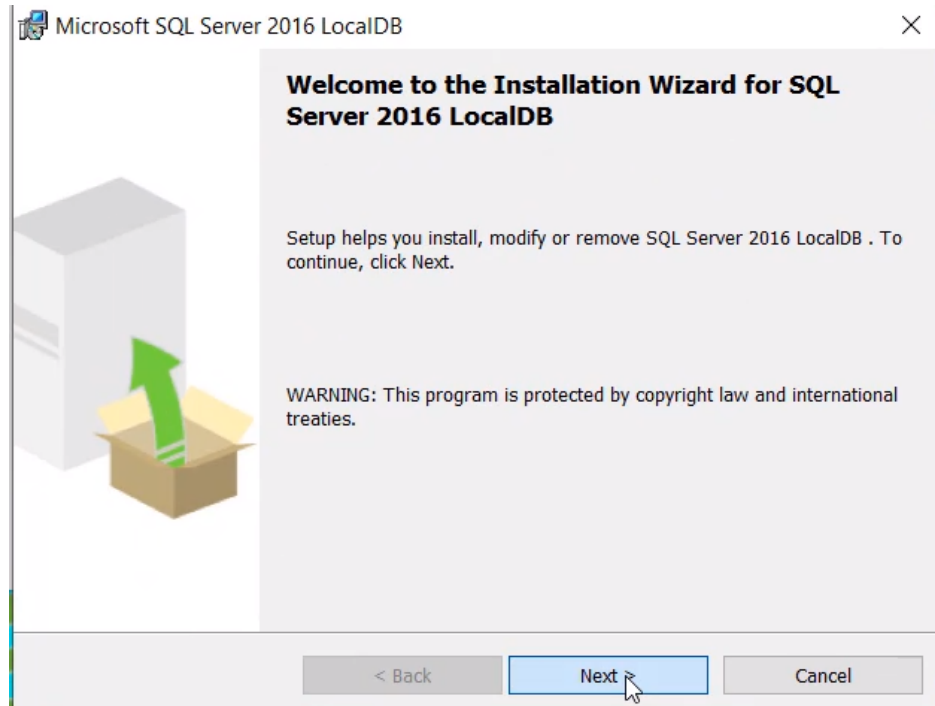 Microsoft SQL Server 2016 LocalDB
Welcome to the Installation Wizard for SQL
Server 2016 LocalDB
Setup helps you install, modify or remove SQL Server 2016 LocalDB . To
continue, click Next.
WARNING: This program is protected by copyright law and international
treaties.
< Back
Next >
Cancel